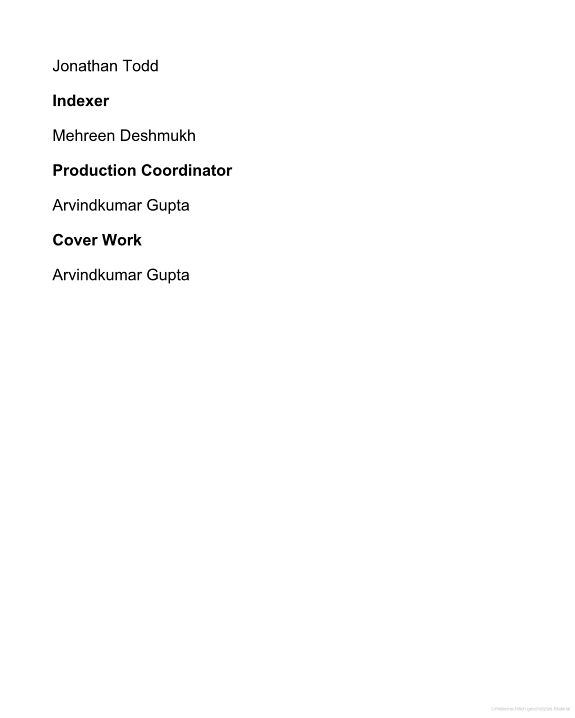 Jonathan Todd
Indexer
Mehreen Deshmukh
Production Coordinator
Arvindkumar Gupta
Cover Work
Arvindkumar Gupta
Urheberrechtlich geschütztes Material